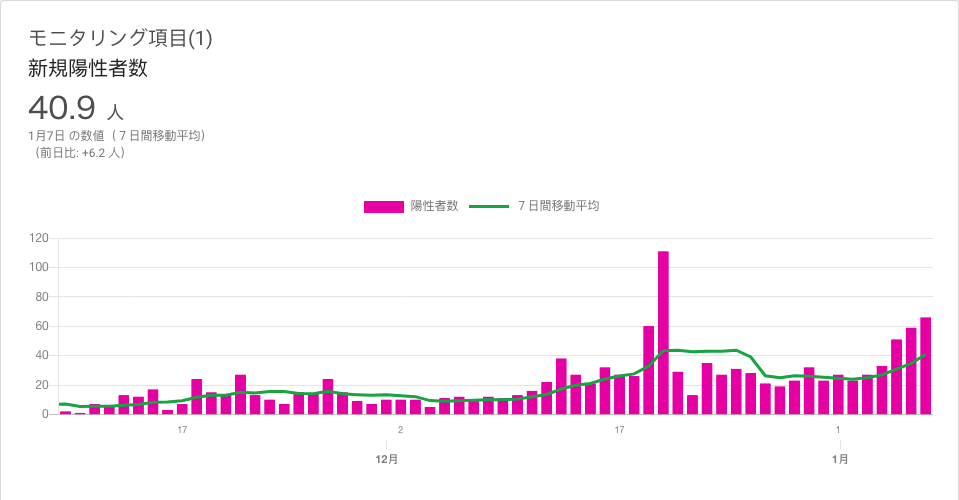 モニタリング項目(1)
新規陽性者数
40.9 人
1月7日 の数値（７日間移動平均）
（前日比: +6.2 人）
陽性者数 ７日間移動平均
120
100
80
60
40
20
0
17 2 17 1
12月 1月